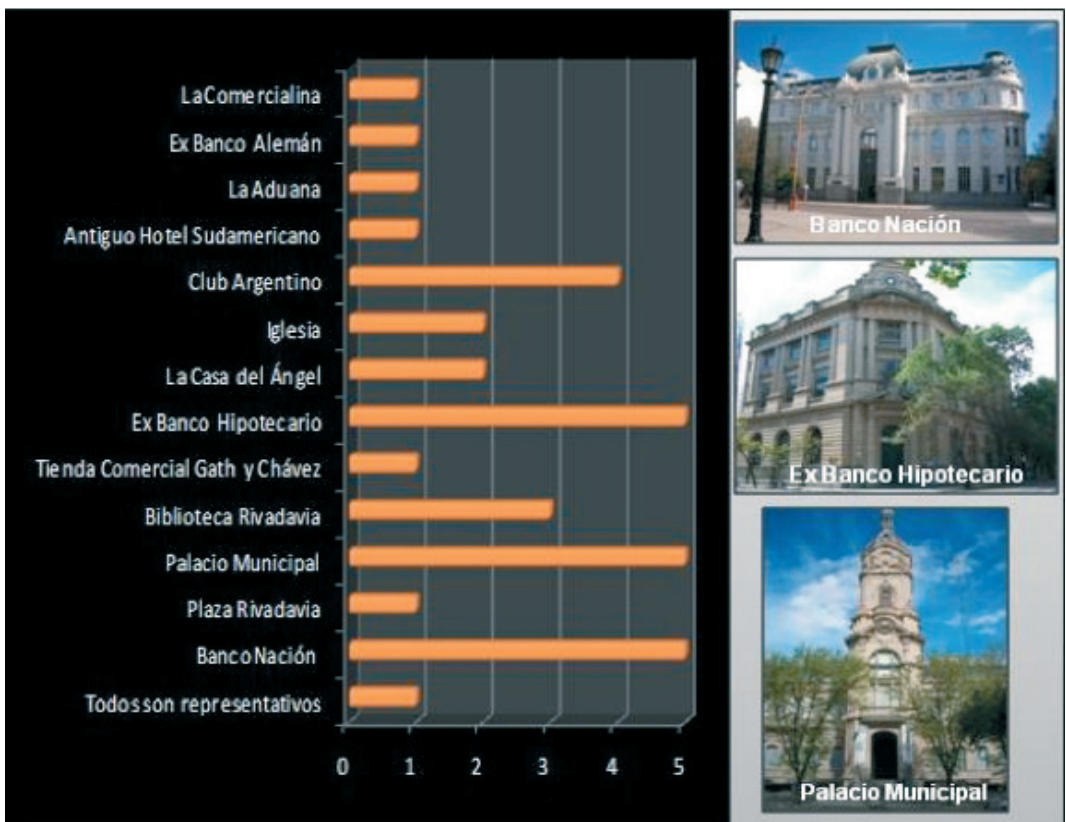 La Comercialina
Ex Banco Alemán
La Aduana
Antiguo Hotel Sudamericano
Club Argentino
Iglesia
La Casa del Ángel
Ex Banco Hipotecario
Tienda Comercial Gath y Chávez
Biblioteca Rivadavia
Palacio Municipal
Plaza Rivadavia
Banco Nación
Todos son representativos
0 1 2 3 4 5
Banco Nación
Ex Banco Hipotecario
Palacio Municipal